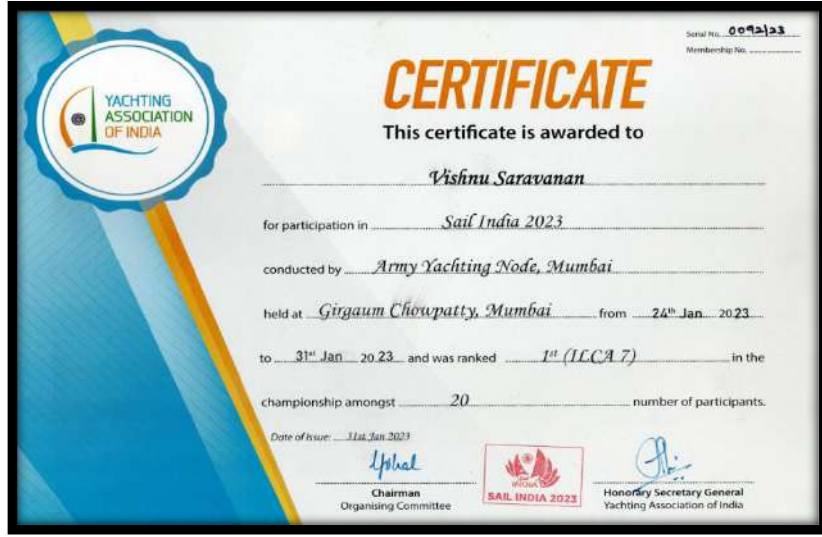 Serial No. 0092/23
Membership No.
YACHTING
ASSOCIATION
OF INDIA
CERTIFICATE
This certificate is awarded to
Vishnu Saravanan
for participation in Sail India 2023
conducted by Army Yachting Node, Mumbai
held at Girgaum Chowpatty, Mumbai from 24th Jan 2023
to 31st Jan 2023 and was ranked 1st (ILCA 7) in the
championship amongst 20 number of participants.
Date of Issue: 31st Jan 2023
Chairman
Organising Committee
INDIA
SAIL INDIA 2023
Honorary Secretary General
Yachting Association of India